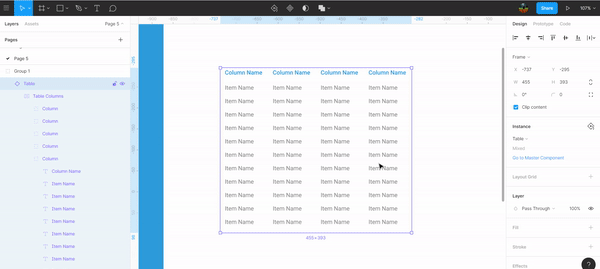 Share
107%
Layers
Assets
Page 5
Design
Prototype
Code
Pages
Page 5
Group 1
Table
Table Columns
Column
Column
Column
Column
Column
Column Name
Item Name
Item Name
Item Name
Item Name
Item Name
Item Name
Item Name
Column Name Column Name Column Name Column Name
Item Name Item Name Item Name Item Name
Item Name Item Name Item Name Item Name
Item Name Item Name Item Name Item Name
Item Name Item Name Item Name Item Name
Item Name Item Name Item Name Item Name
Item Name Item Name Item Name Item Name
Item Name Item Name Item Name Item Name
Item Name Item Name Item Name Item Name
Item Name Item Name Item Name Item Name
Item Name Item Name Item Name Item Name
Item Name Item Name Item Name Item Name
455×393
Frame
X -737 Y -295
W 455 H 393
0° 0
Clip content
Instance
Table
Mixed
Go to Master Component
Layout Grid
Layer
Pass Through 100%
Fill
Stroke
Effects
?